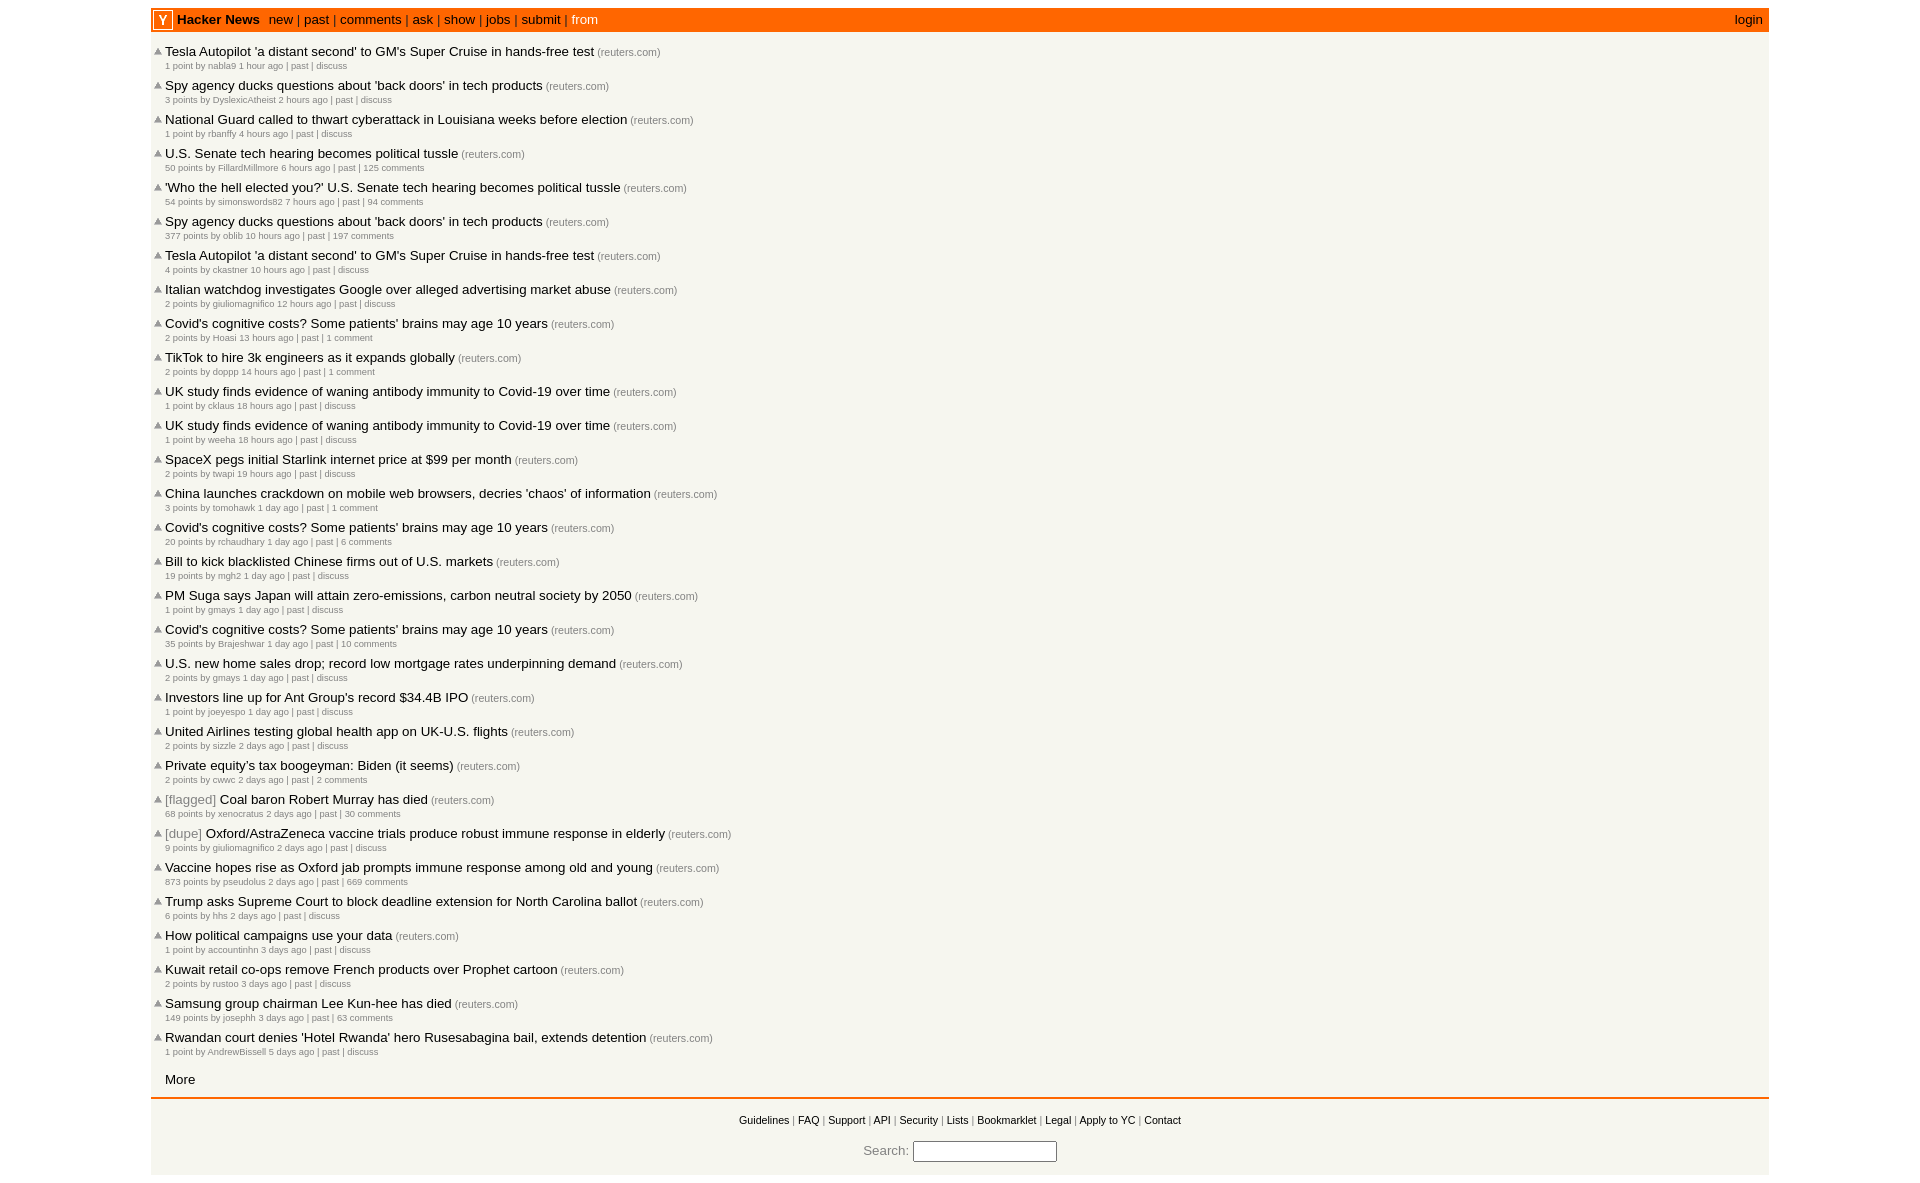 Y Hacker News new | past | comments | ask | show | jobs | submit | from login
Tesla Autopilot 'a distant second' to GM's Super Cruise in hands-free test (reuters.com)
1 point by nabla9 1 hour ago | past | discuss
Spy agency ducks questions about 'back doors' in tech products (reuters.com)
3 points by DyslexicAtheist 2 hours ago | past | discuss
National Guard called to thwart cyberattack in Louisiana weeks before election (reuters.com)
1 point by rbanffy 4 hours ago | past | discuss
U.S. Senate tech hearing becomes political tussle (reuters.com)
50 points by FillardMillmore 6 hours ago | past | 125 comments
'Who the hell elected you?' U.S. Senate tech hearing becomes political tussle (reuters.com)
54 points by simonswords82 7 hours ago | past | 94 comments
Spy agency ducks questions about 'back doors' in tech products (reuters.com)
377 points by oblib 10 hours ago | past | 197 comments
Tesla Autopilot 'a distant second' to GM's Super Cruise in hands-free test (reuters.com)
4 points by ckastner 10 hours ago | past | discuss
Italian watchdog investigates Google over alleged advertising market abuse (reuters.com)
2 points by giuliomagnifico 12 hours ago | past | discuss
Covid's cognitive costs? Some patients' brains may age 10 years (reuters.com)
2 points by Hoasi 13 hours ago | past | 1 comment
TikTok to hire 3k engineers as it expands globally (reuters.com)
2 points by doppp 14 hours ago | past | 1 comment
UK study finds evidence of waning antibody immunity to Covid-19 over time (reuters.com)
1 point by cklaus 18 hours ago | past | discuss
UK study finds evidence of waning antibody immunity to Covid-19 over time (reuters.com)
1 point by weeha 18 hours ago | past | discuss
SpaceX pegs initial Starlink internet price at $99 per month (reuters.com)
2 points by twapi 19 hours ago | past | discuss
China launches crackdown on mobile web browsers, decries 'chaos' of information (reuters.com)
3 points by tomohawk 1 day ago | past | 1 comment
Covid's cognitive costs? Some patients' brains may age 10 years (reuters.com)
20 points by rchaudhary 1 day ago | past | 6 comments
Bill to kick blacklisted Chinese firms out of U.S. markets (reuters.com)
19 points by mgh2 1 day ago | past | discuss
PM Suga says Japan will attain zero-emissions, carbon neutral society by 2050 (reuters.com)
1 point by gmays 1 day ago | past | discuss
Covid's cognitive costs? Some patients' brains may age 10 years (reuters.com)
35 points by Brajeshwar 1 day ago | past | 10 comments
U.S. new home sales drop; record low mortgage rates underpinning demand (reuters.com)
2 points by gmays 1 day ago | past | discuss
Investors line up for Ant Group's record $34.4B IPO (reuters.com)
1 point by joeyespo 1 day ago | past | discuss
United Airlines testing global health app on UK-U.S. flights (reuters.com)
2 points by sizzle 2 days ago | past | discuss
Private equity’s tax boogeyman: Biden (it seems) (reuters.com)
2 points by cwwc 2 days ago | past | 2 comments
[flagged] Coal baron Robert Murray has died (reuters.com)
68 points by xenocratus 2 days ago | past | 30 comments
[dupe] Oxford/AstraZeneca vaccine trials produce robust immune response in elderly (reuters.com)
9 points by giuliomagnifico 2 days ago | past | discuss
Vaccine hopes rise as Oxford jab prompts immune response among old and young (reuters.com)
873 points by pseudolus 2 days ago | past | 669 comments
Trump asks Supreme Court to block deadline extension for North Carolina ballot (reuters.com)
6 points by hhs 2 days ago | past | discuss
How political campaigns use your data (reuters.com)
1 point by accountinhn 3 days ago | past | discuss
Kuwait retail co-ops remove French products over Prophet cartoon (reuters.com)
2 points by rustoo 3 days ago | past | discuss
Samsung group chairman Lee Kun-hee has died (reuters.com)
149 points by josephh 3 days ago | past | 63 comments
Rwandan court denies 'Hotel Rwanda' hero Rusesabagina bail, extends detention (reuters.com)
1 point by AndrewBissell 5 days ago | past | discuss
More
Guidelines | FAQ | Support | API | Security | Lists | Bookmarklet | Legal | Apply to YC | Contact
Search: